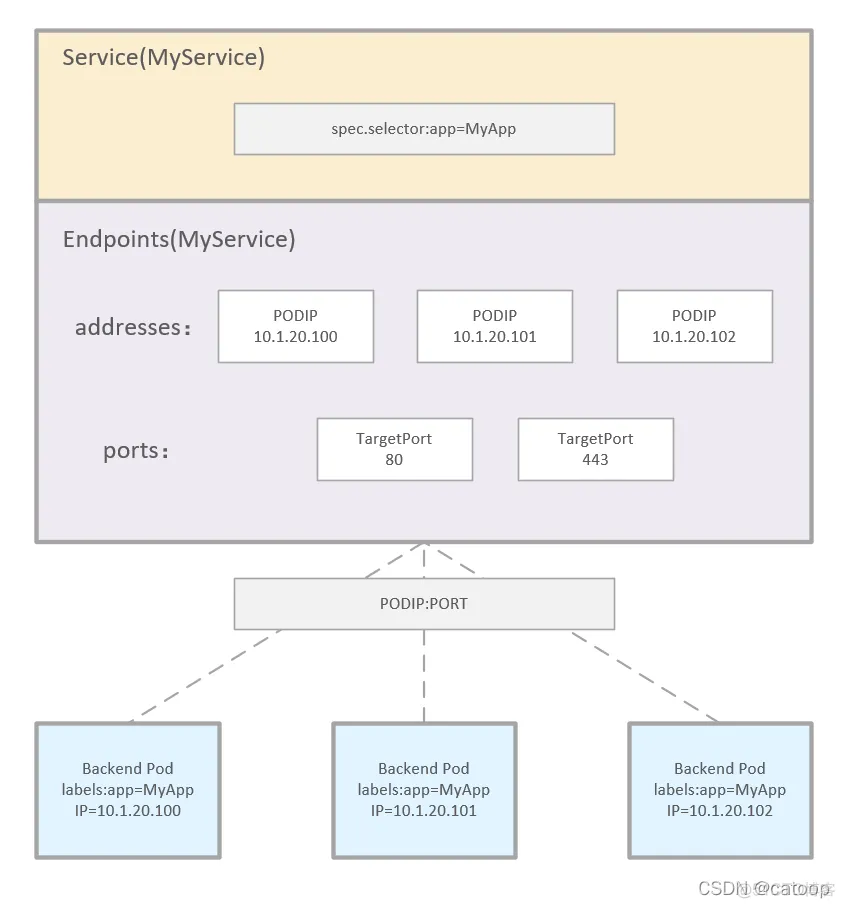 Service(MyService)
spec.selector:app=MyApp
Endpoints(MyService)
addresses：
PODIP
10.1.20.100
PODIP
10.1.20.101
PODIP
10.1.20.102
ports：
TargetPort
80
TargetPort
443
PODIP:PORT
Backend Pod
labels:app=MyApp
IP=10.1.20.100
Backend Pod
labels:app=MyApp
IP=10.1.20.101
Backend Pod
labels:app=MyApp
IP=10.1.20.102
CSDN @catoop